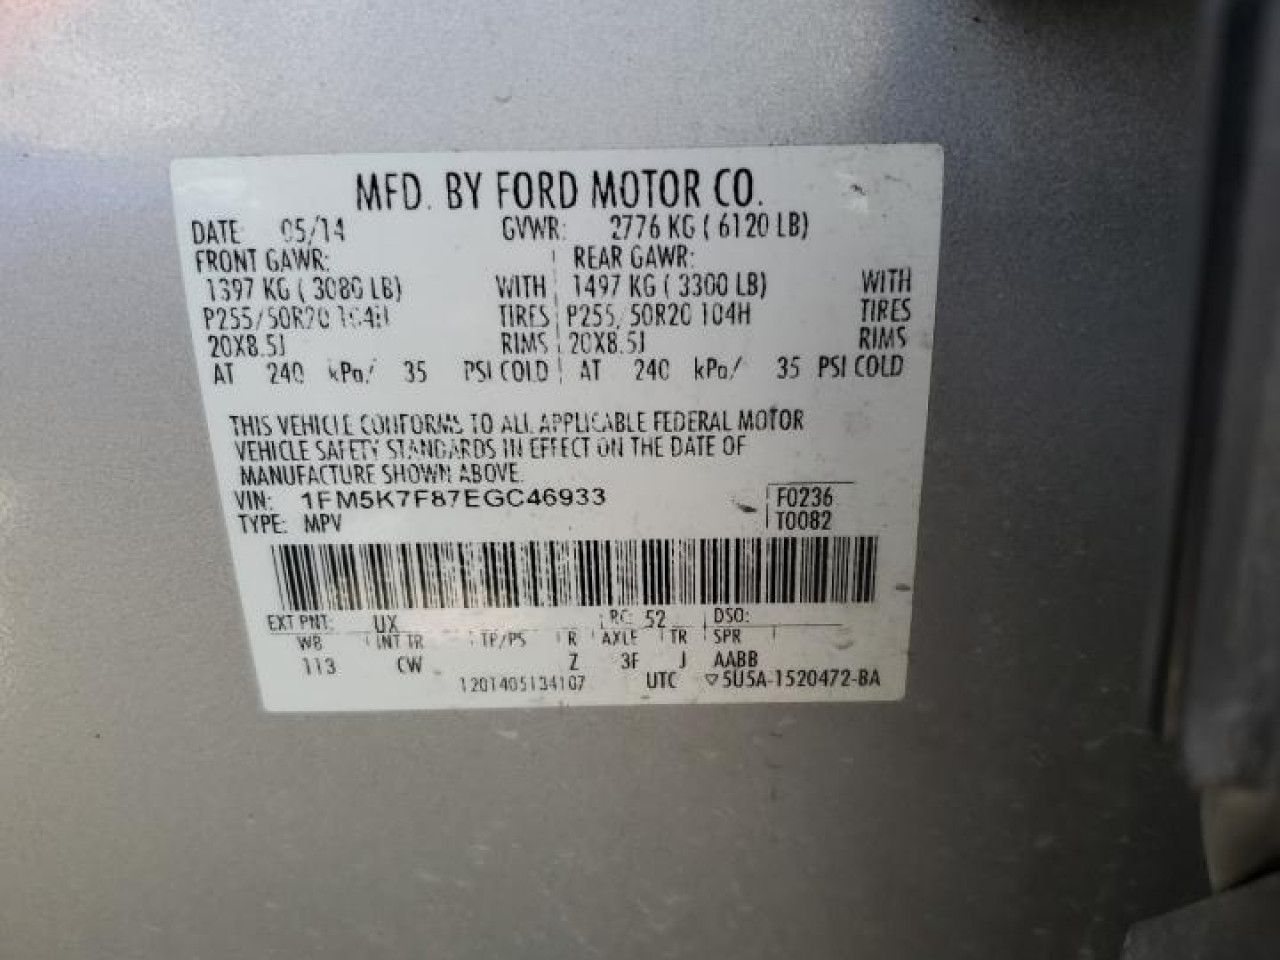 MFD. BY FORD MOTOR CO.
DATE: 05/14 GVWR: 2776 KG ( 6120 LB)
FRONT GAWR: REAR GAWR:
1397 KG ( 3080 LB) WITH 1497 KG ( 3300 LB) WITH
P255/50R20 104H TIRES P255/50R20 104H TIRES
20X8.5J RIMS 20X8.5J RIMS
AT 240 kPa/ 35 PSI COLD AT 240 kPa/ 35 PSI COLD
THIS VEHICLE CONFORMS TO ALL APPLICABLE FEDERAL MOTOR
VEHICLE SAFETY STANDARDS IN EFFECT ON THE DATE OF
MANUFACTURE SHOWN ABOVE.
VIN: 1FM5K7F87EGC46933 F0236
TYPE: MPV T0082
EXT PNT: UX RC: 52 DSO:
WB INT TR TP/PS R AXLE TR SPR
113 CW Z 3F J AABB
1201405134107 UTC ▽5U5A-1520472-BA